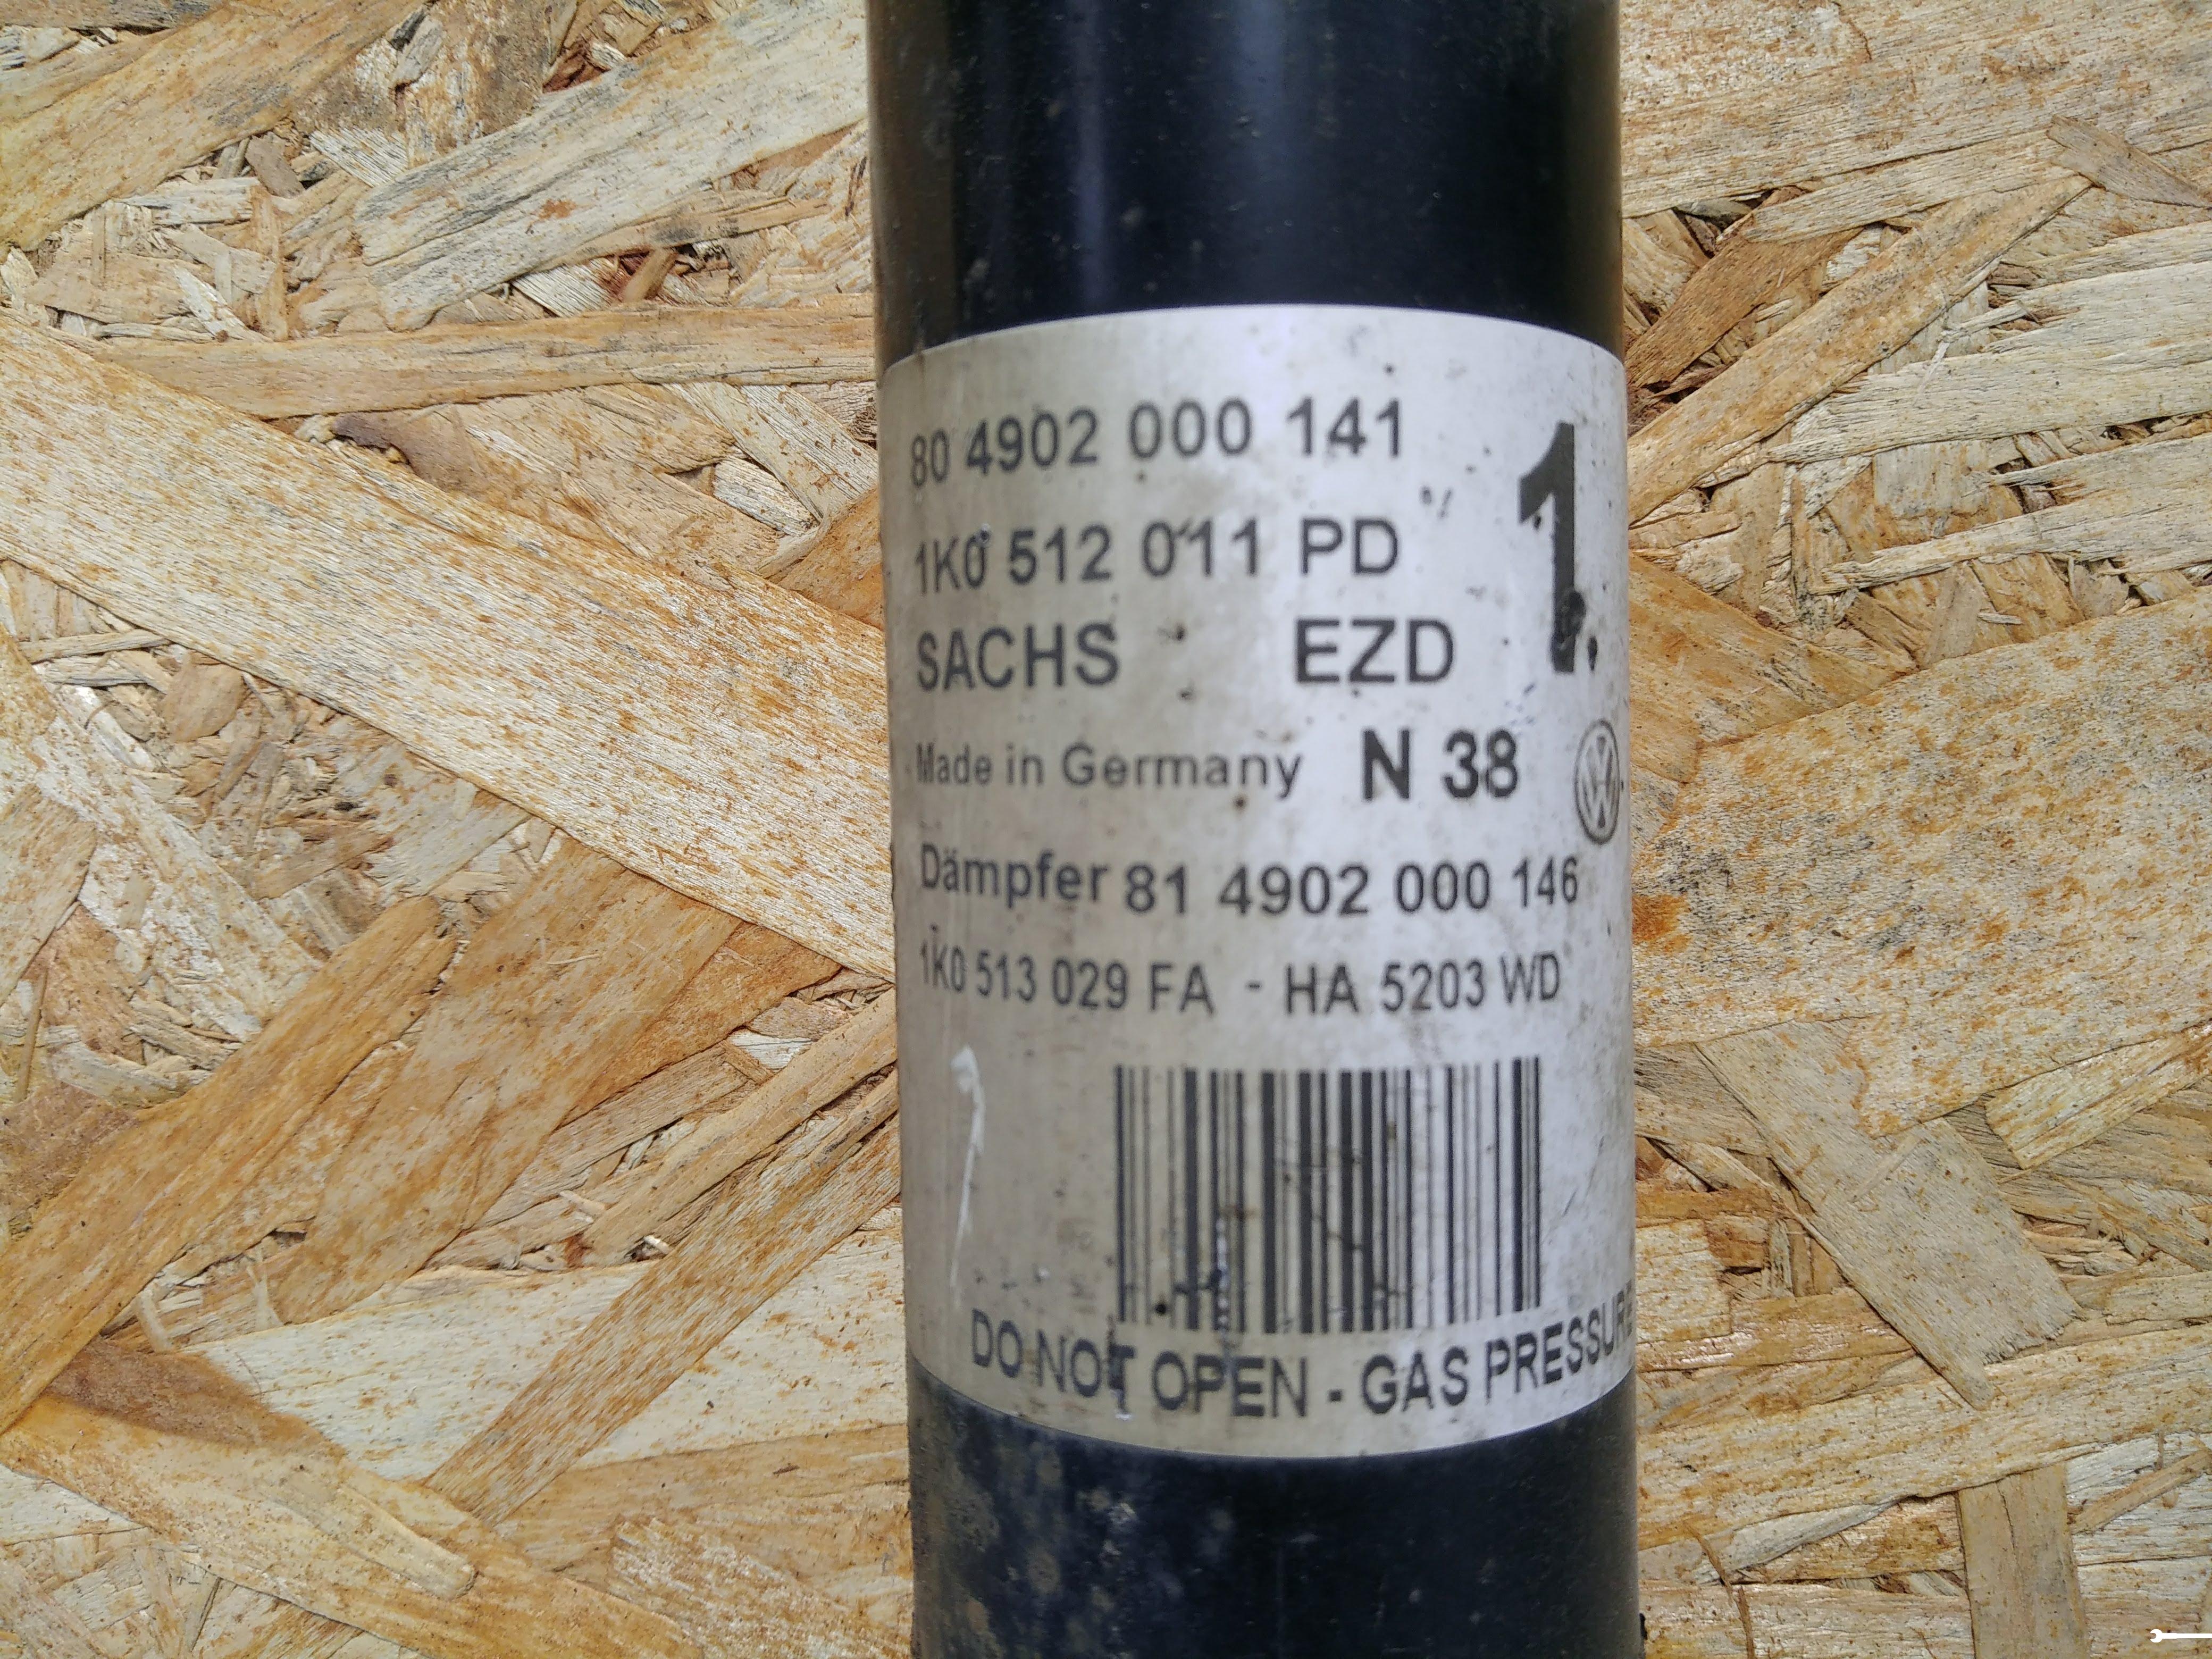 80 4902 000 141
1.
1K0 512 011 PD
SACHS EZD
Made in Germany N 38
VW
Dämpfer 81 4902 000 146
1K0 513 029 FA - HA 5203 WD
DO NOT OPEN - GAS PRESSURE